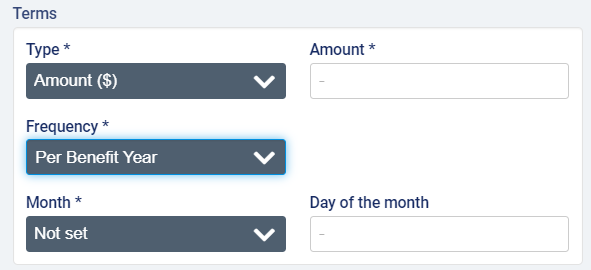 Terms
Type *
Amount *
Amount ($)
-
Frequency *
Per Benefit Year
Month *
Day of the month
Not set
-